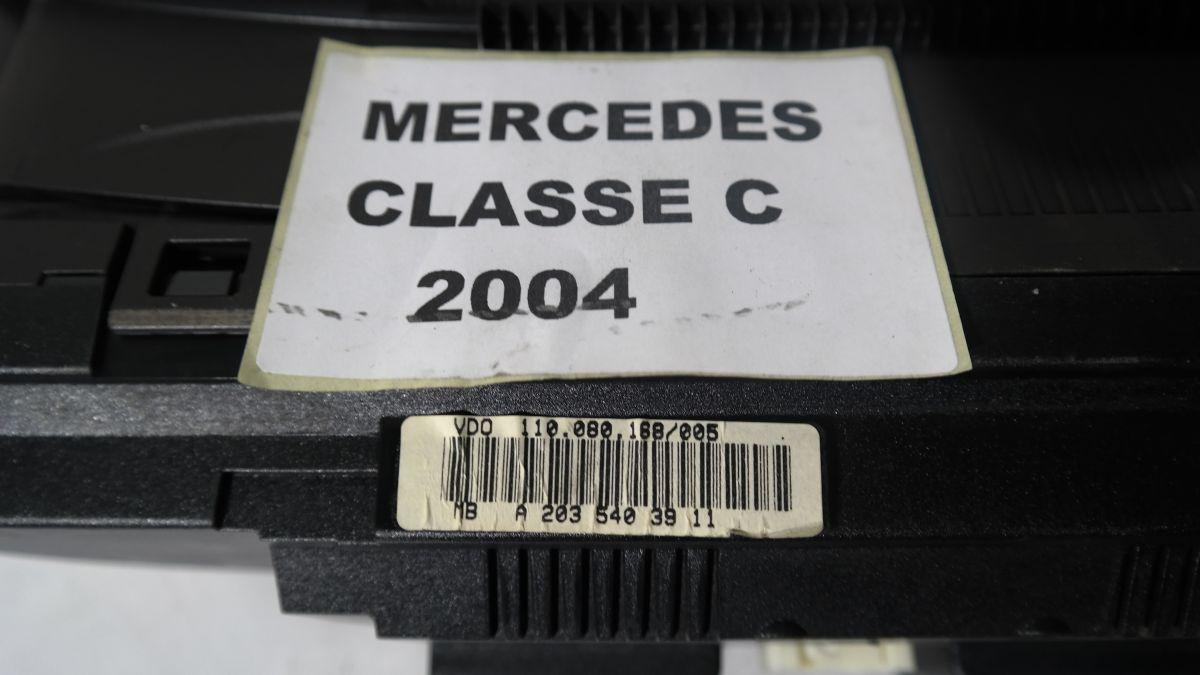 MERCEDES
CLASSE C
2004
VDO 110.080.168/005
MB A 203 540 39 11